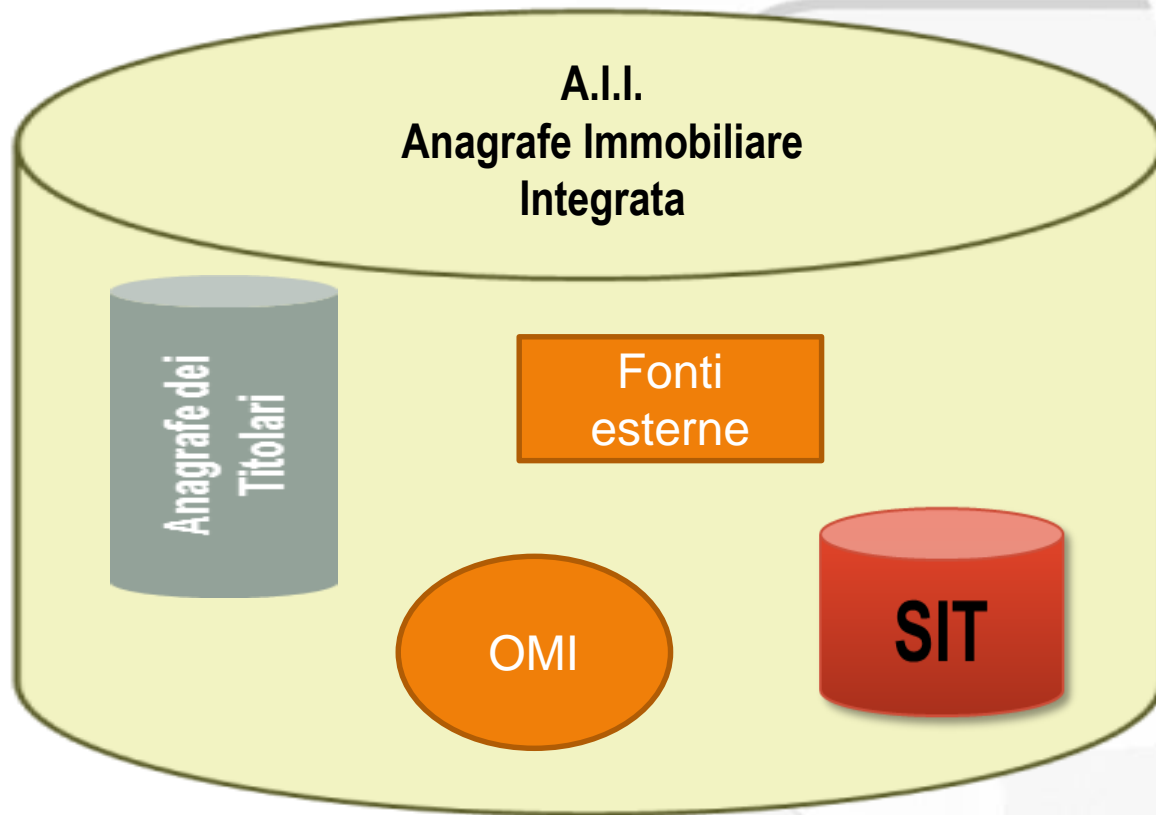 A.I.I.
Anagrafe Immobiliare
Integrata
Anagrafe dei
Titolari
Fonti
esterne
OMI
SIT